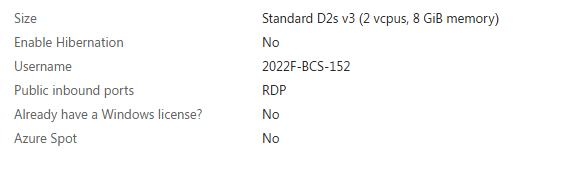 Size Standard D2s v3 (2 vcpus, 8 GiB memory)
Enable Hibernation No
Username 2022F-BCS-152
Public inbound ports RDP
Already have a Windows license? No
Azure Spot No